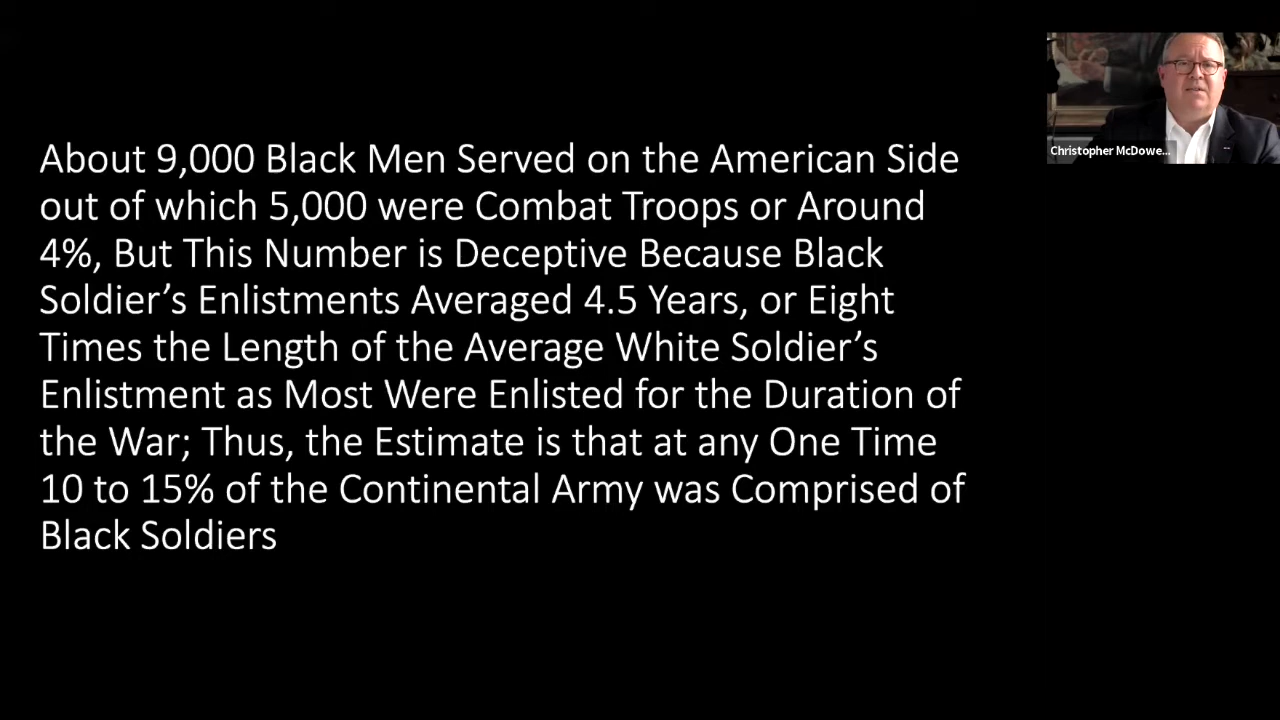 About 9,000 Black Men Served on the American Side
out of which 5,000 were Combat Troops or Around
4%, But This Number is Deceptive Because Black
Soldier’s Enlistments Averaged 4.5 Years, or Eight
Times the Length of the Average White Soldier’s
Enlistment as Most Were Enlisted for the Duration of
the War; Thus, the Estimate is that at any One Time
10 to 15% of the Continental Army was Comprised of
Black Soldiers
Christopher McDowe...